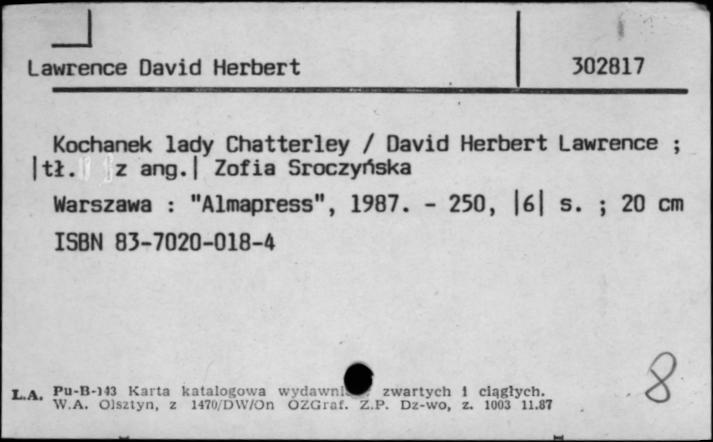 Lawrence David Herbert 302817
Kochanek lady Chatterley / David Herbert Lawrence ;
|tł. z ang.| Zofia Sroczyńska
Warszawa : "Almapress", 1987. - 250, |6| s. ; 20 cm
ISBN 83-7020-018-4
8
L.A. Pu-B-143 Karta katalogowa zwartych i ciągłych.
W.A. Olsztyn, z 1470/DW/On OZGraf. Z.P. Dz-wo, z. 1003 11.87